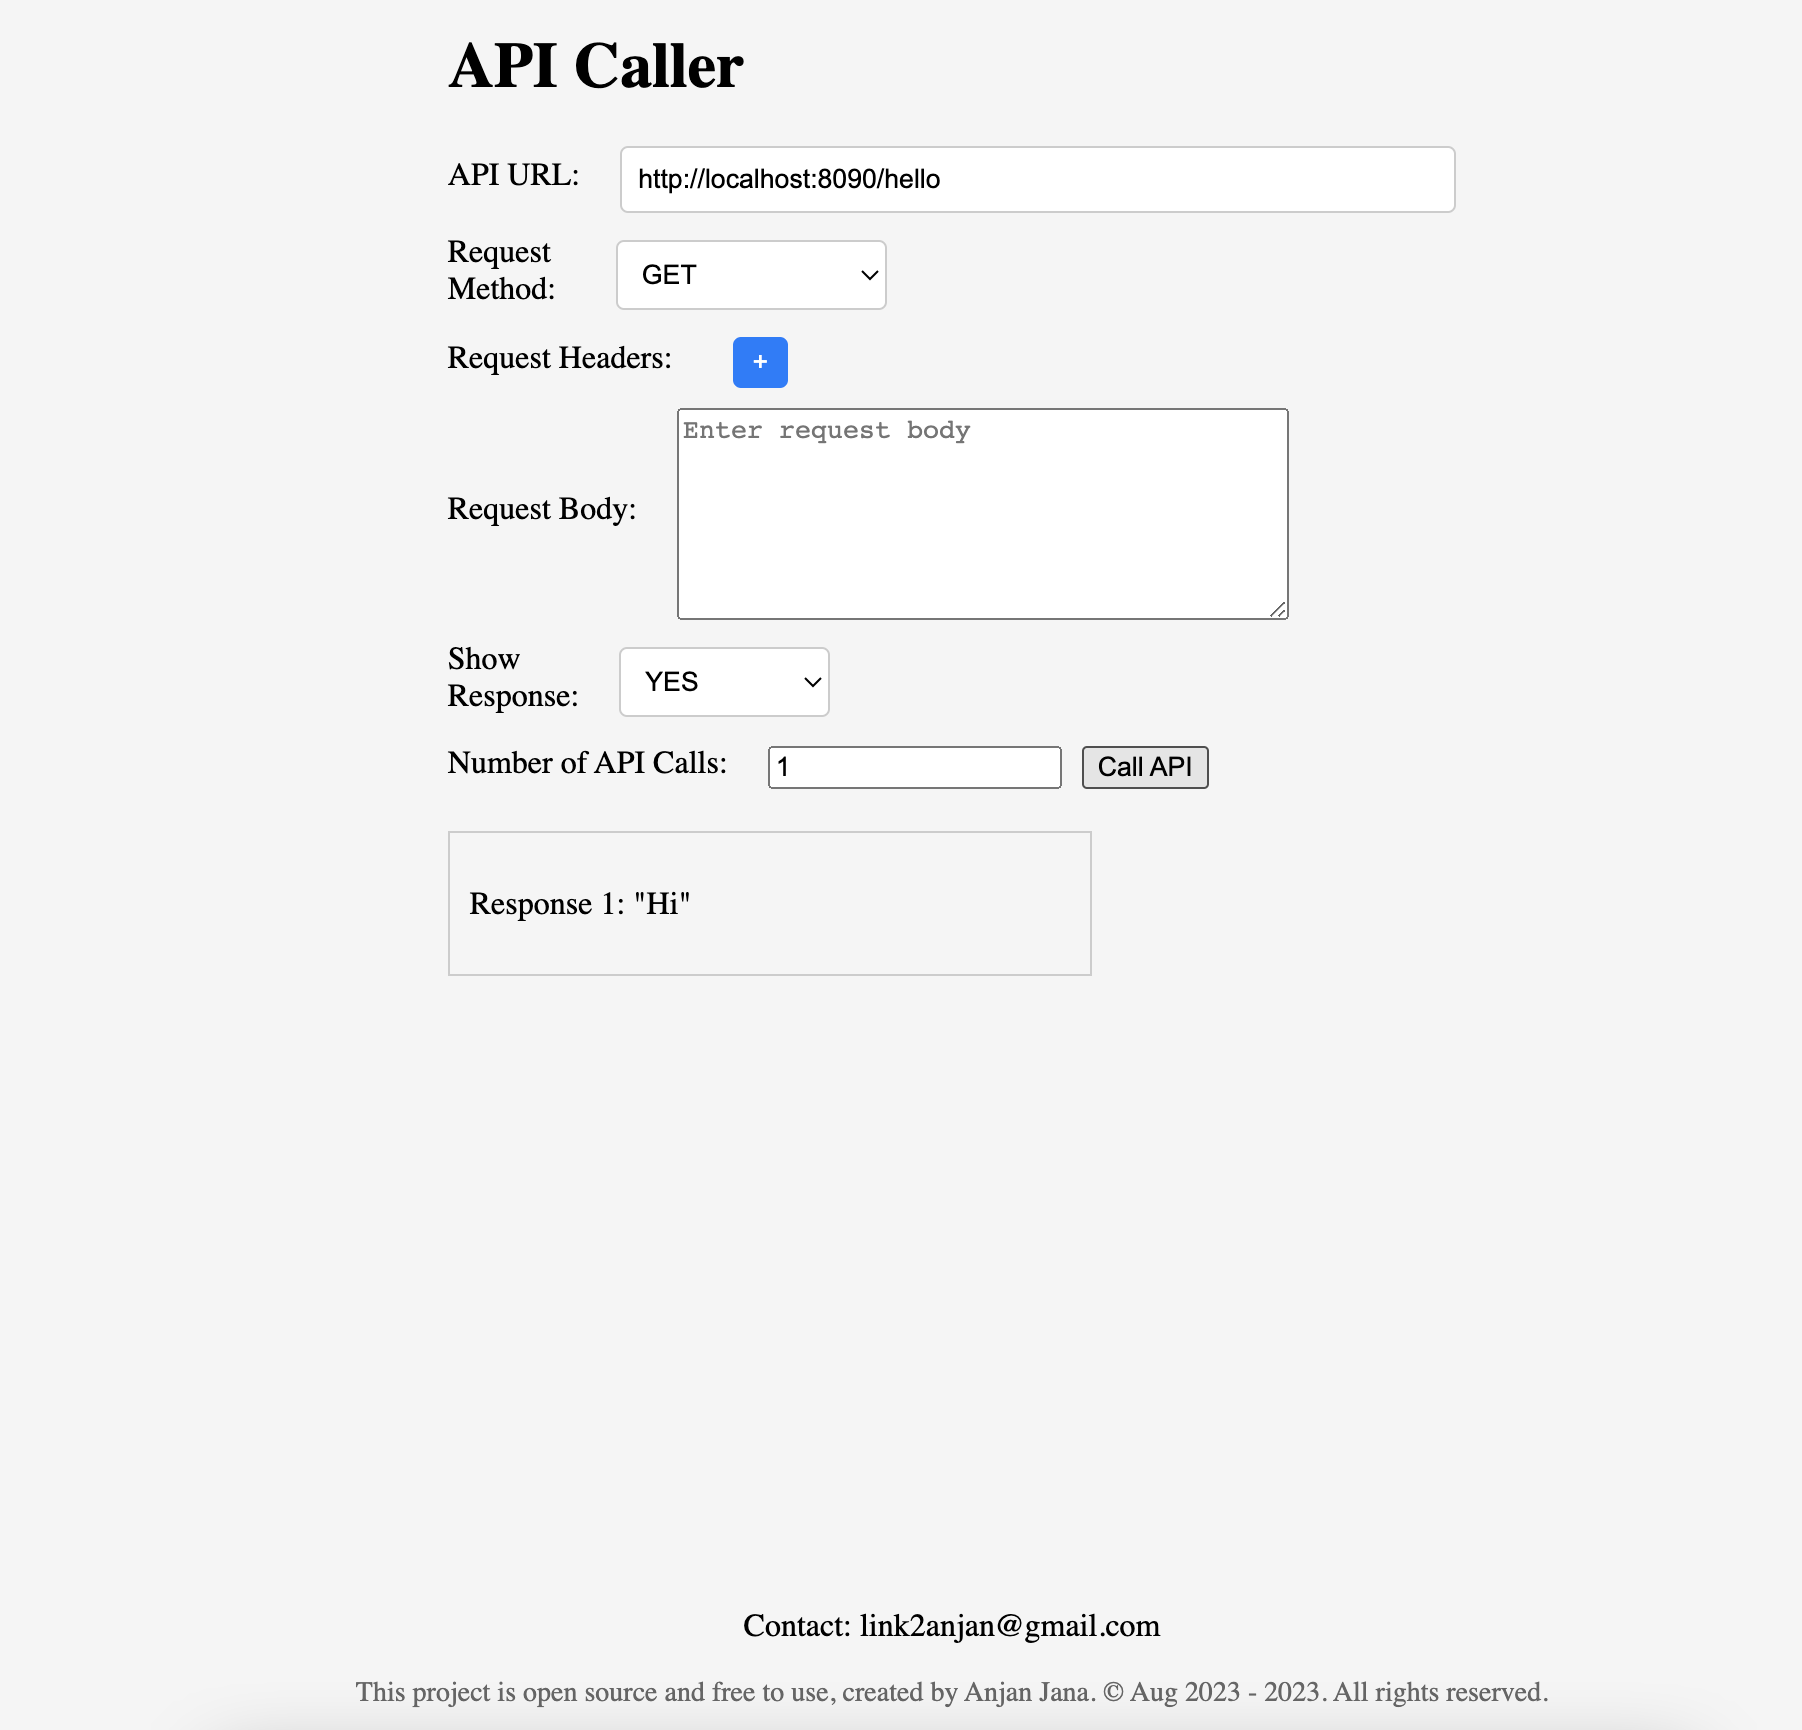 API Caller
API URL:
http://localhost:8090/hello
Request
Method:
GET
Request Headers:
+
Request Body:
Enter request body
Show
Response:
YES
Number of API Calls:
1
Call API
Response 1: "Hi"
Contact: link2anjan@gmail.com
This project is open source and free to use, created by Anjan Jana. © Aug 2023 - 2023. All rights reserved.